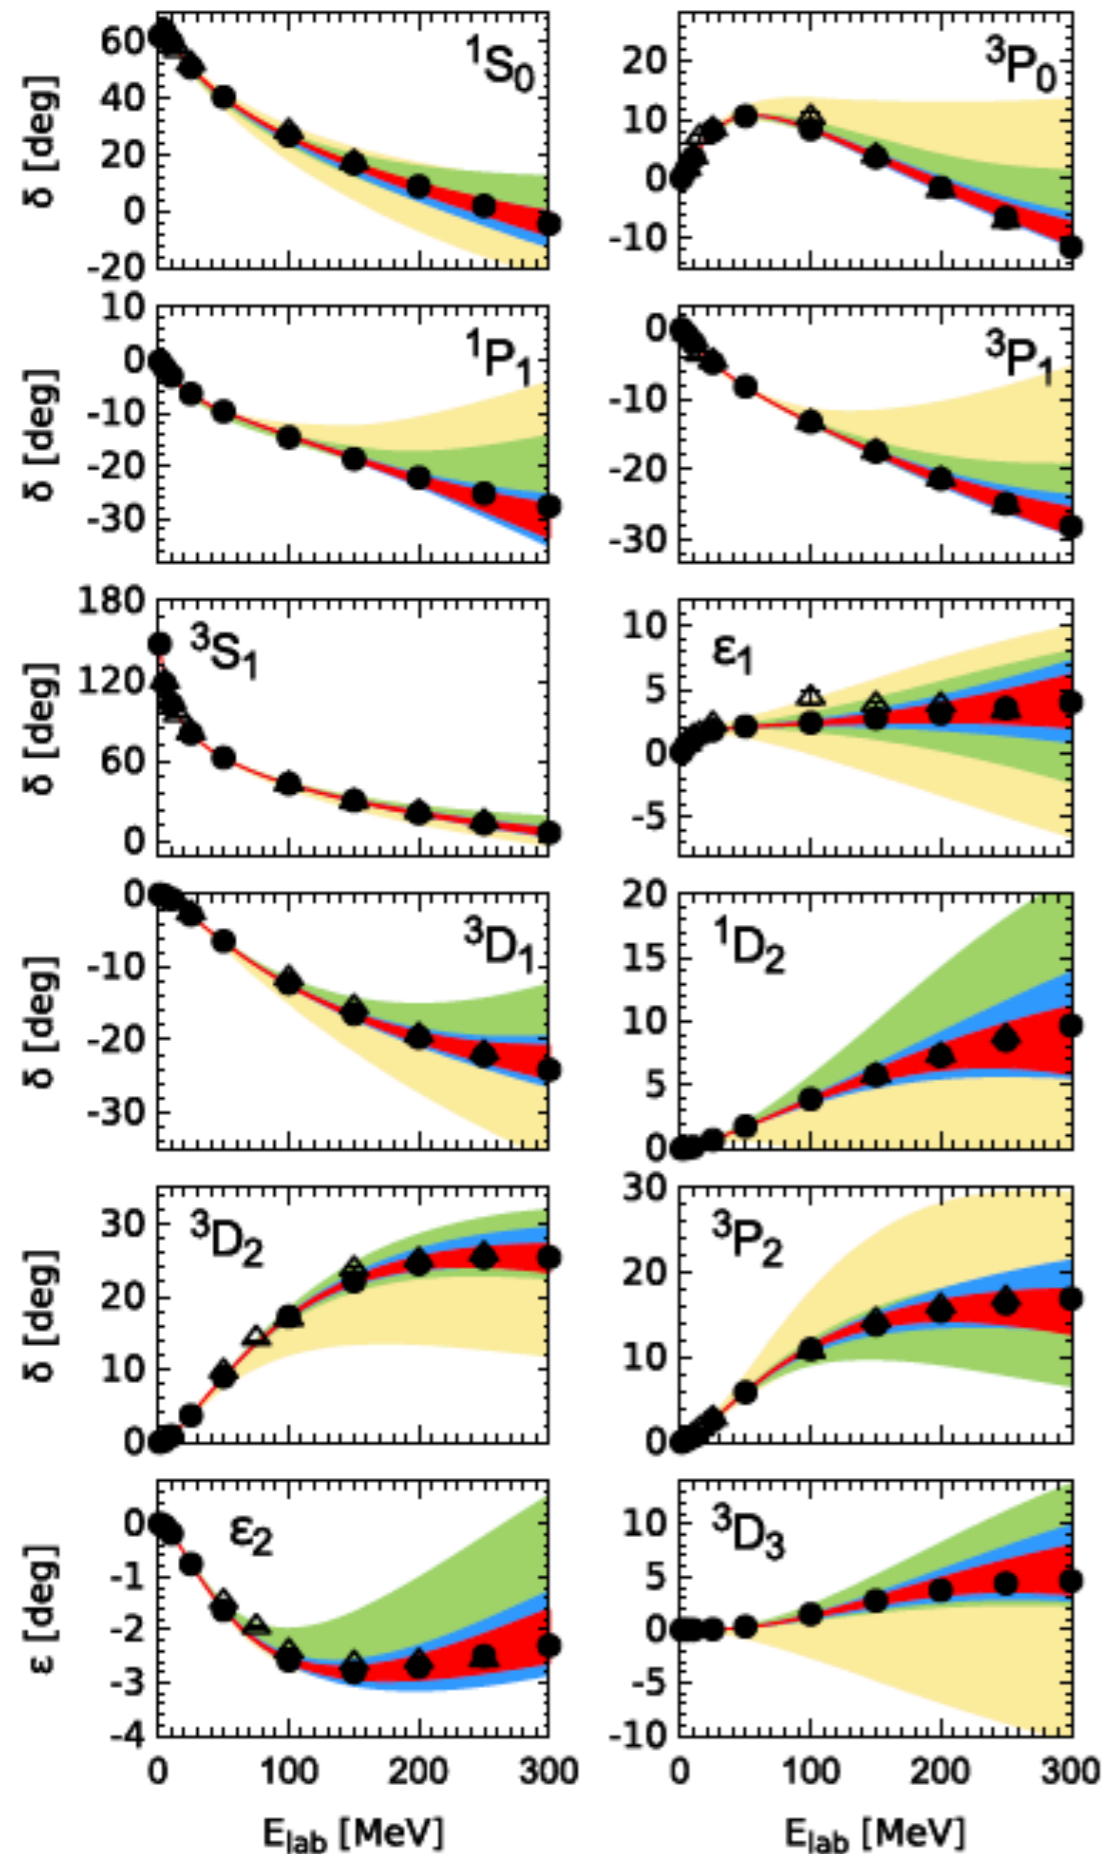 δ [deg]
60
40
20
0
-20
¹S₀
20
10
0
-10
³P₀
δ [deg]
10
0
-10
-20
-30
¹P₁
0
-10
-20
-30
³P₁
δ [deg]
180
120
60
0
³S₁
10
5
0
-5
ε₁
δ [deg]
0
-10
-20
-30
³D₁
20
15
10
5
0
¹D₂
δ [deg]
30
20
10
0
³D₂
30
20
10
0
³P₂
ε [deg]
0
-1
-2
-3
-4
ε₂
10
5
0
-5
-10
³D₃
0 100 200 300
0 100 200 300
E_lab [MeV]
E_lab [MeV]